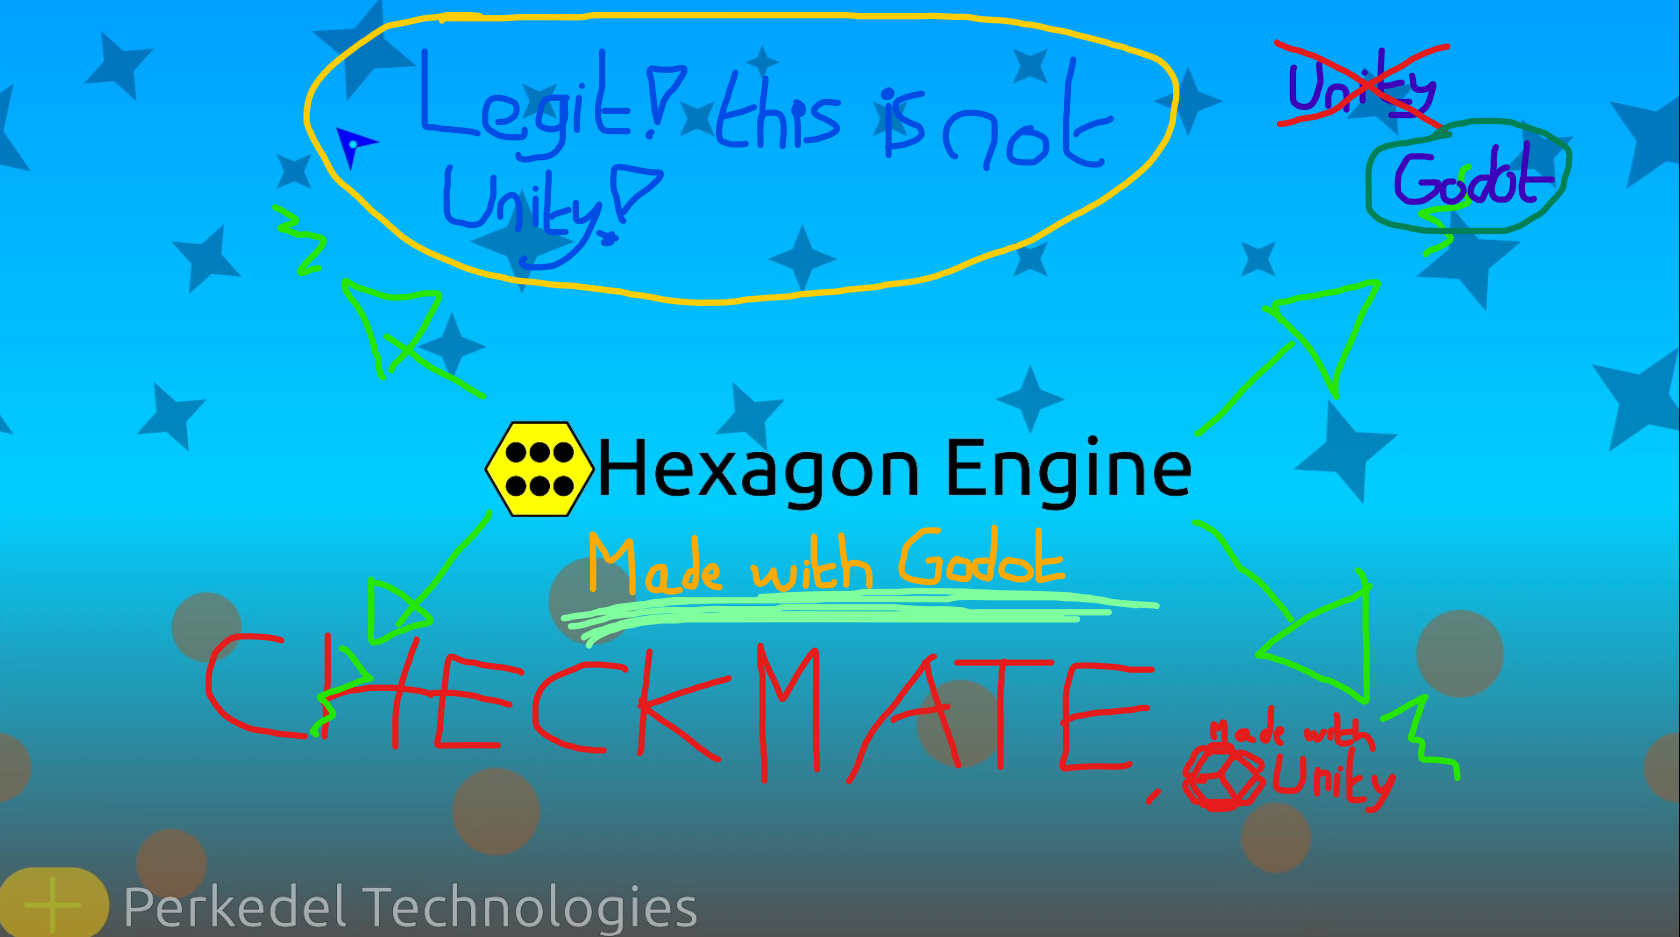 Legit! this is not
Unity!
Unity
Godot
Hexagon Engine
Made with Godot
CHECKMATE,
Made with
Unity
Perkedel Technologies